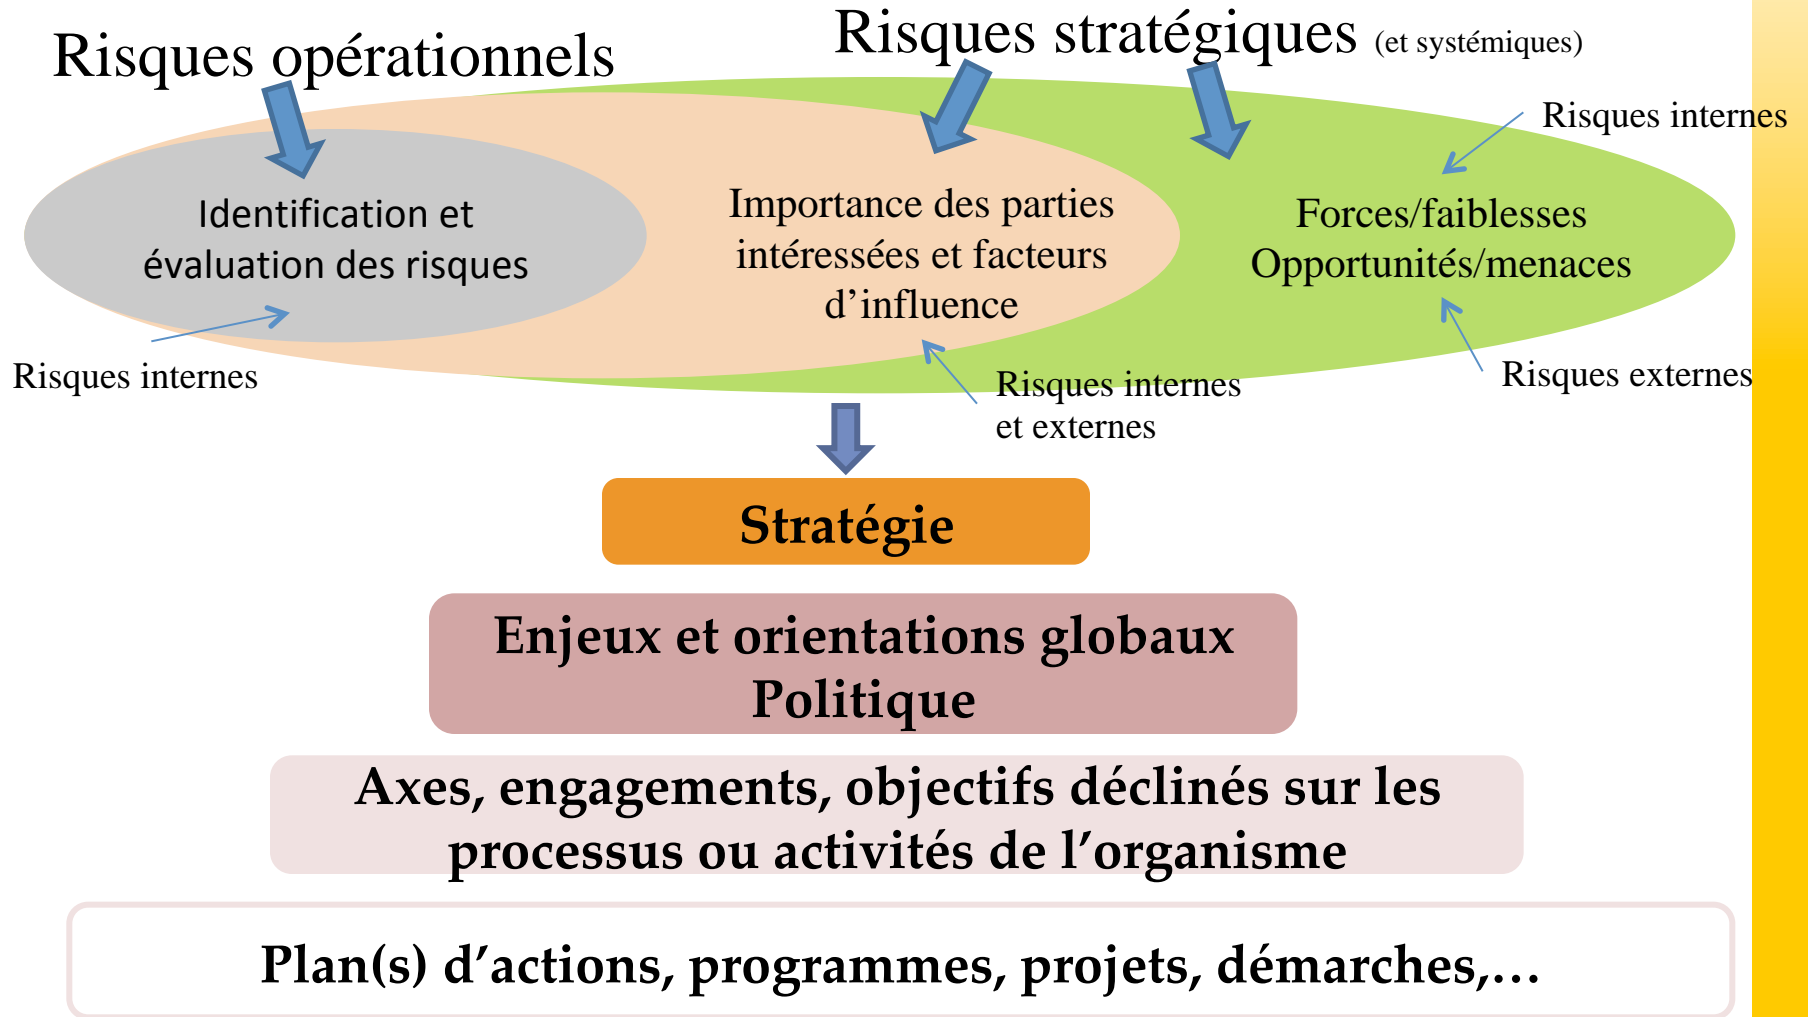 Risques opérationnels
Risques stratégiques (et systémiques)
Risques internes
Identification et
évaluation des risques
Importance des parties
intéressées et facteurs
d’influence
Forces/faiblesses
Opportunités/menaces
Risques internes
Risques internes
et externes
Risques externes
Stratégie
Enjeux et orientations globaux
Politique
Axes, engagements, objectifs déclinés sur les
processus ou activités de l’organisme
Plan(s) d’actions, programmes, projets, démarches,…